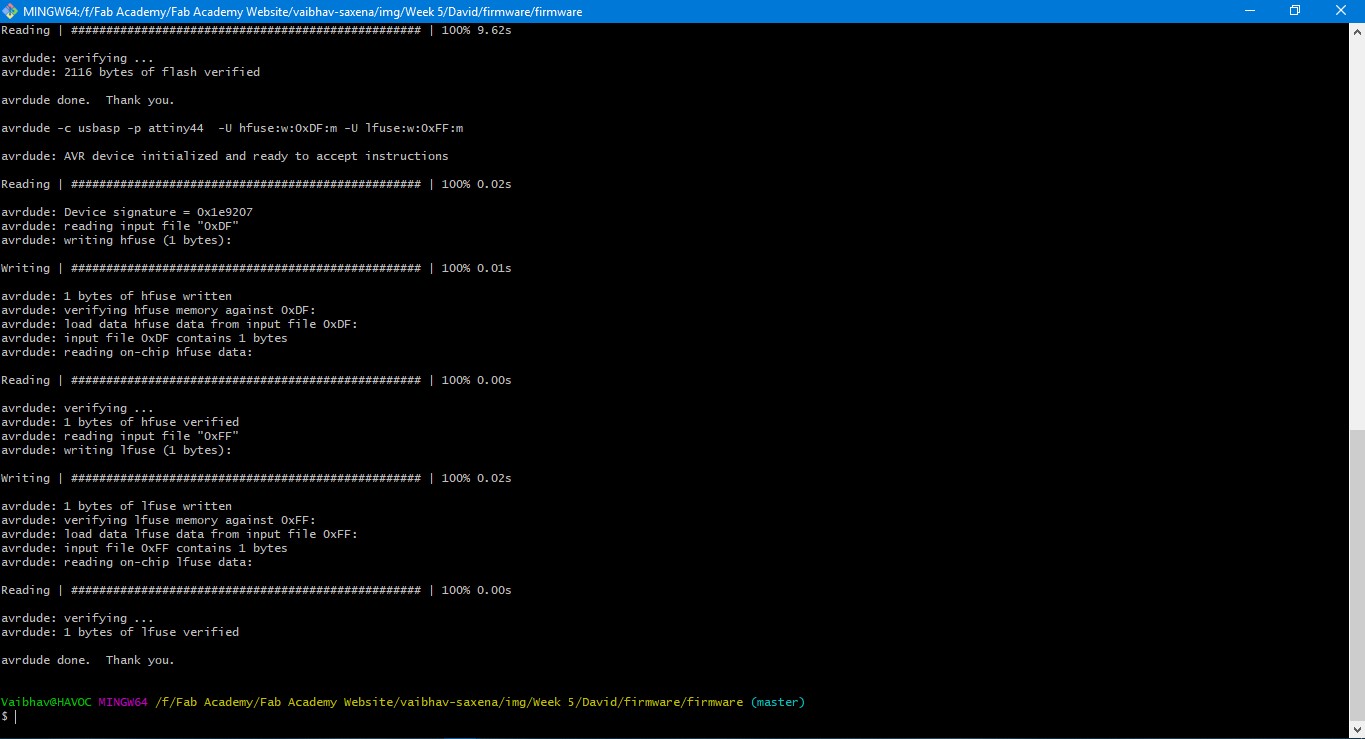 MINGW64:/f/Fab Academy/Fab Academy Website/vaibhav-saxena/img/Week 5/David/firmware/firmware
Reading | ################################################## | 100% 9.62s
avrdude: verifying ...
avrdude: 2116 bytes of flash verified
avrdude done.  Thank you.
avrdude -c usbasp -p attiny44  -U hfuse:w:0xDF:m -U lfuse:w:0xFF:m
avrdude: AVR device initialized and ready to accept instructions
Reading | ################################################## | 100% 0.02s
avrdude: Device signature = 0x1e9207
avrdude: reading input file "0xDF"
avrdude: writing hfuse (1 bytes):
Writing | ################################################## | 100% 0.01s
avrdude: 1 bytes of hfuse written
avrdude: verifying hfuse memory against 0xDF:
avrdude: load data hfuse data from input file 0xDF:
avrdude: input file 0xDF contains 1 bytes
avrdude: reading on-chip hfuse data:
Reading | ################################################## | 100% 0.00s
avrdude: verifying ...
avrdude: 1 bytes of hfuse verified
avrdude: reading input file "0xFF"
avrdude: writing lfuse (1 bytes):
Writing | ################################################## | 100% 0.02s
avrdude: 1 bytes of lfuse written
avrdude: verifying lfuse memory against 0xFF:
avrdude: load data lfuse data from input file 0xFF:
avrdude: input file 0xFF contains 1 bytes
avrdude: reading on-chip lfuse data:
Reading | ################################################## | 100% 0.00s
avrdude: verifying ...
avrdude: 1 bytes of lfuse verified
avrdude done.  Thank you.
Vaibhav@HAVOC MINGW64 /f/Fab Academy/Fab Academy Website/vaibhav-saxena/img/Week 5/David/firmware/firmware (master)
$